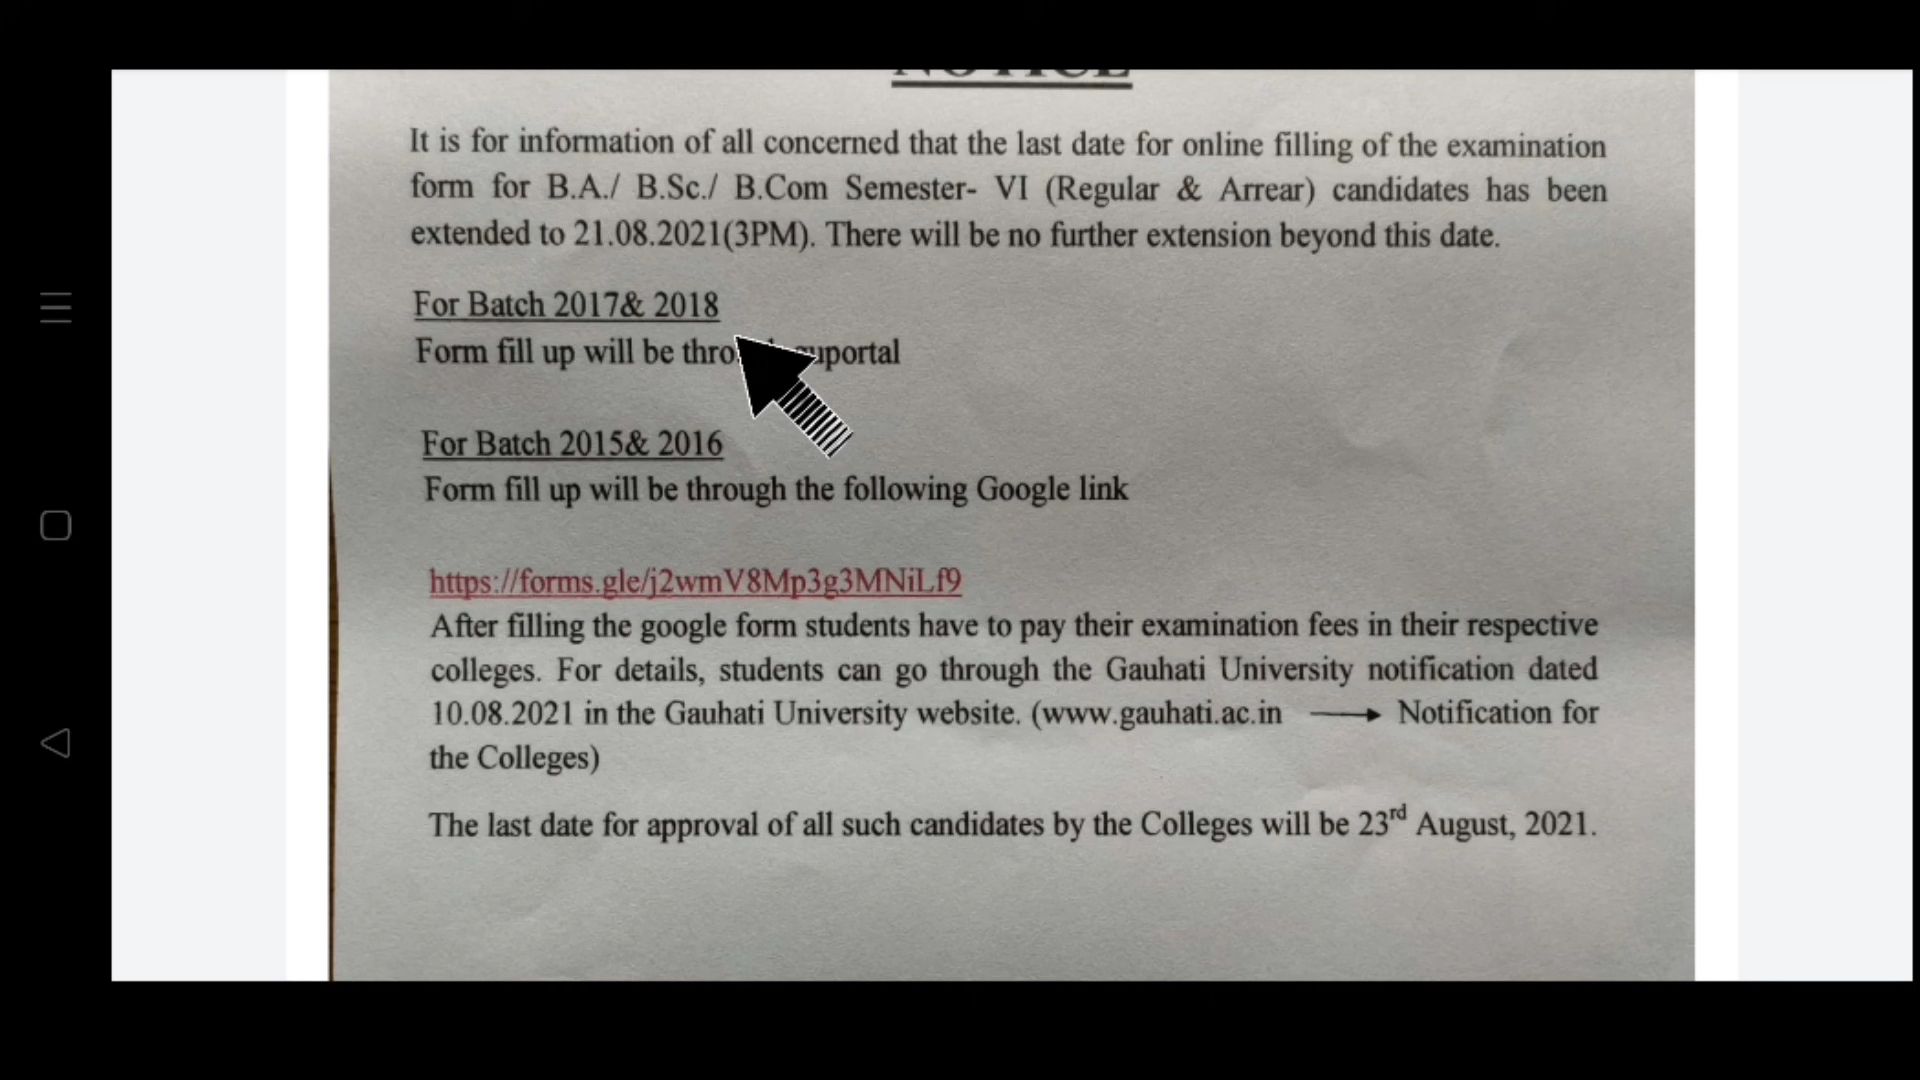 NOTICE
It is for information of all concerned that the last date for online filling of the examination
form for B.A./ B.Sc./ B.Com Semester- VI (Regular & Arrear) candidates has been
extended to 21.08.2021(3PM). There will be no further extension beyond this date.
For Batch 2017& 2018
Form fill up will be
For Batch 2015& 2016
Form fill up will be through the following Google link
https://forms.gle/j2wmV8Mp3g3MNiLf9
After filling the google form students have to pay their examination fees in their respective
colleges. For details, students can go through the Gauhati University notification dated
10.08.2021 in the Gauhati University website. (www.gauhati.ac.in → Notification for
the Colleges)
The last date for approval of all such candidates by the Colleges will be 23rd August, 2021.